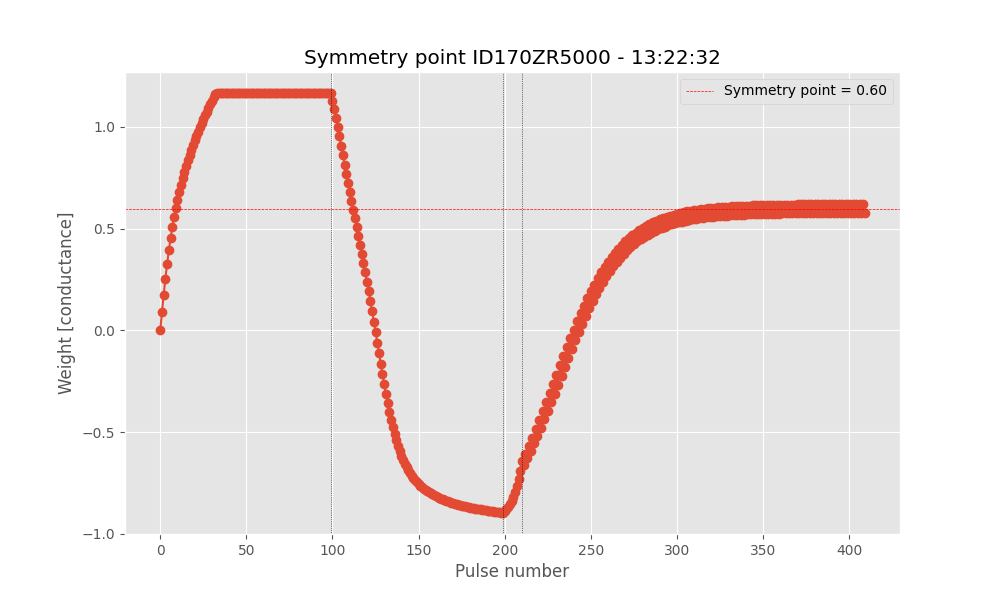 Symmetry point ID170ZR5000 - 13:22:32
Symmetry point = 0.60
Weight [conductance]
1.0
0.5
0.0
−0.5
−1.0
0 50 100 150 200 250 300 350 400
Pulse number